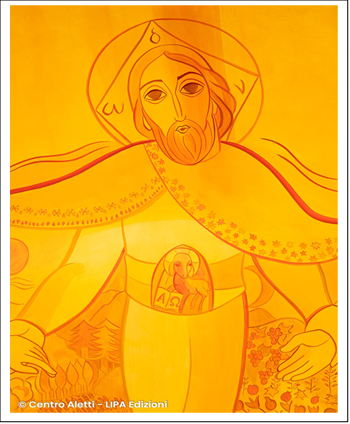 Ο
ω Ν
Α Ω
© Centro Aletti - LIPA Edizioni